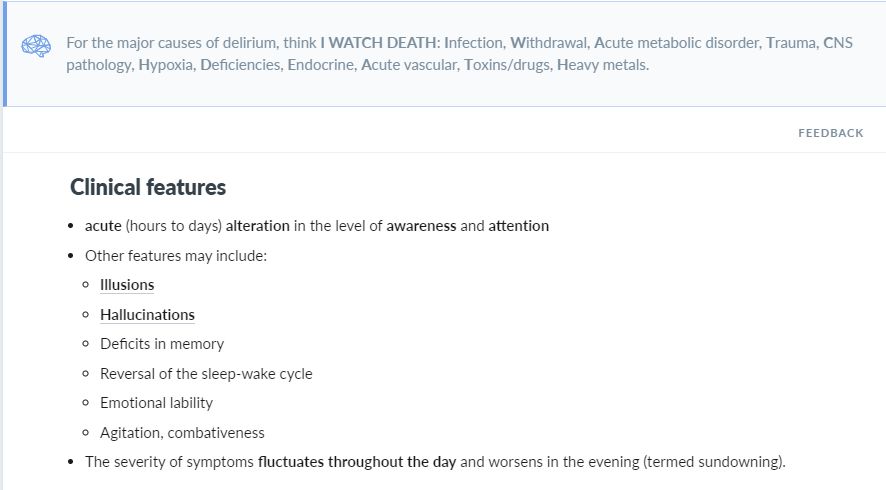 For the major causes of delirium, think I WATCH DEATH: Infection, Withdrawal, Acute metabolic disorder, Trauma, CNS
pathology, Hypoxia, Deficiencies, Endocrine, Acute vascular, Toxins/drugs, Heavy metals.
FEEDBACK
Clinical features
acute (hours to days) alteration in the level of awareness and attention
Other features may include:
Illusions
Hallucinations
Deficits in memory
Reversal of the sleep-wake cycle
Emotional lability
Agitation, combativeness
The severity of symptoms fluctuates throughout the day and worsens in the evening (termed sundowning).